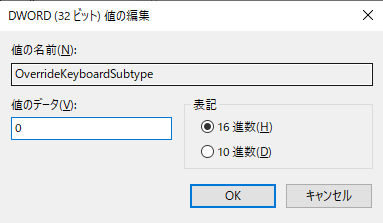 DWORD (32 ビット) 値の編集
値の名前(N):
OverrideKeyboardSubtype
値のデータ(V):
0
表記
16 進数(H)
10 進数(D)
OK
キャンセル